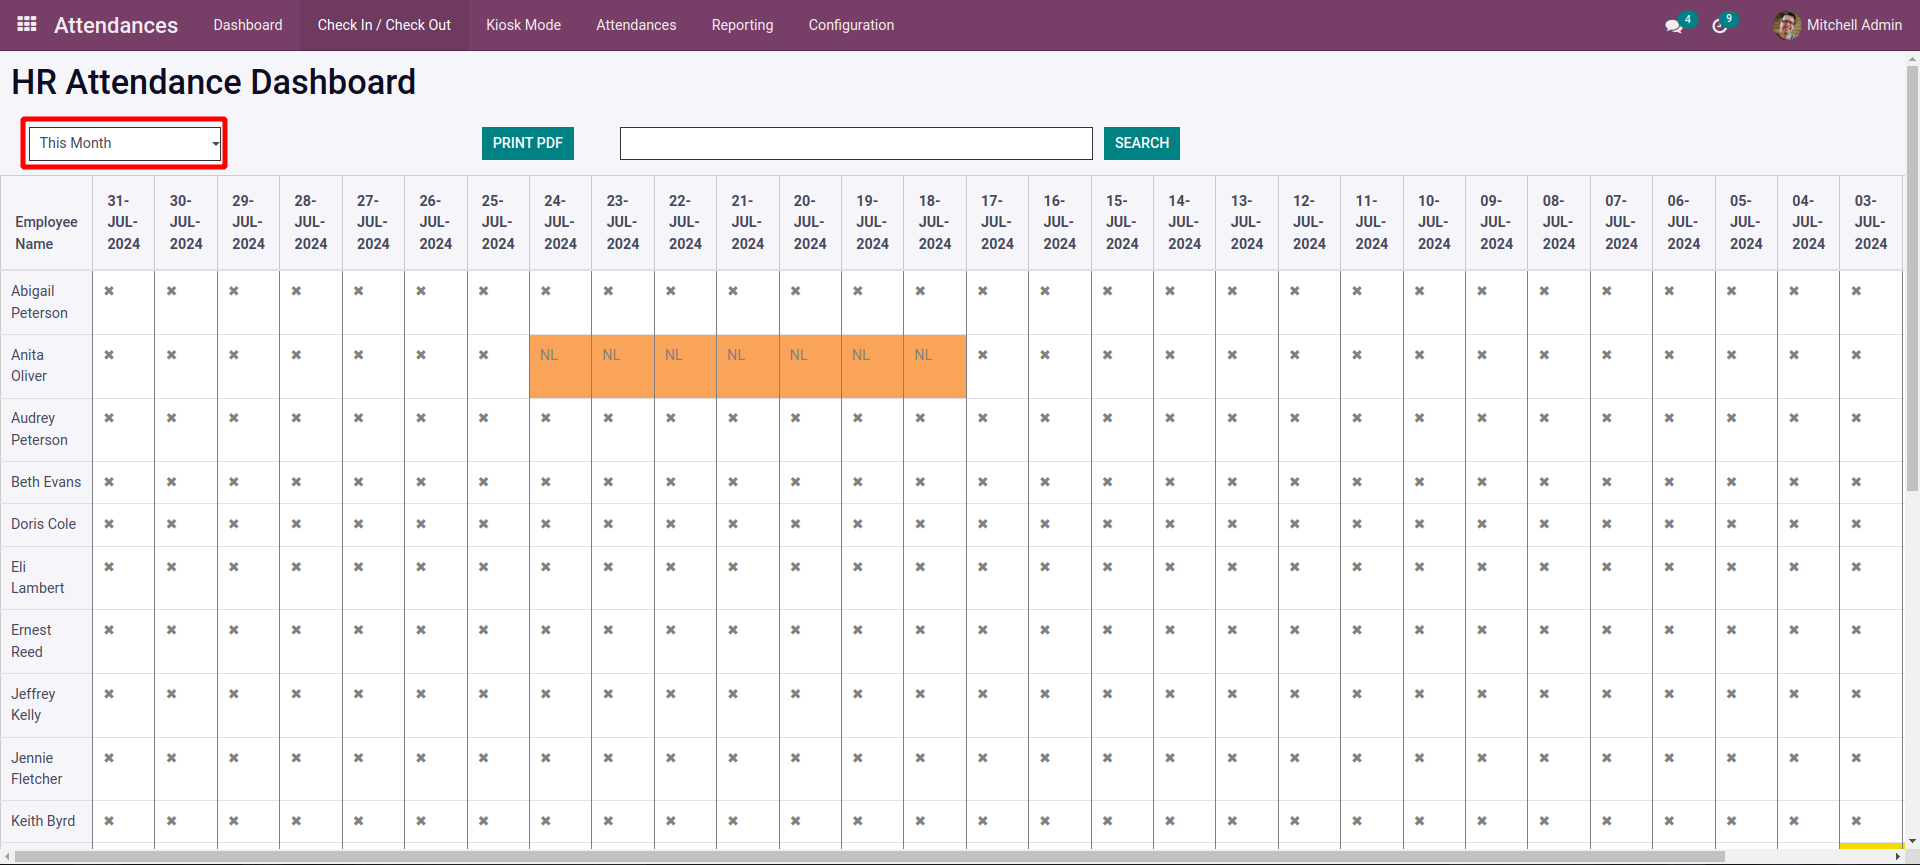 Attendances Dashboard Check In / Check Out Kiosk Mode Attendances Reporting Configuration 4 9 Mitchell Admin
HR Attendance Dashboard
This Month PRINT PDF SEARCH
Employee Name 31-JUL-2024 30-JUL-2024 29-JUL-2024 28-JUL-2024 27-JUL-2024 26-JUL-2024 25-JUL-2024 24-JUL-2024 23-JUL-2024 22-JUL-2024 21-JUL-2024 20-JUL-2024 19-JUL-2024 18-JUL-2024 17-JUL-2024 16-JUL-2024 15-JUL-2024 14-JUL-2024 13-JUL-2024 12-JUL-2024 11-JUL-2024 10-JUL-2024 09-JUL-2024 08-JUL-2024 07-JUL-2024 06-JUL-2024 05-JUL-2024 04-JUL-2024 03-JUL-2024
Abigail Peterson ✖ ✖ ✖ ✖ ✖ ✖ ✖ ✖ ✖ ✖ ✖ ✖ ✖ ✖ ✖ ✖ ✖ ✖ ✖ ✖ ✖ ✖ ✖ ✖ ✖ ✖ ✖ ✖ ✖
Anita Oliver ✖ ✖ ✖ ✖ ✖ ✖ ✖ NL NL NL NL NL NL NL ✖ ✖ ✖ ✖ ✖ ✖ ✖ ✖ ✖ ✖ ✖ ✖ ✖ ✖ ✖
Audrey Peterson ✖ ✖ ✖ ✖ ✖ ✖ ✖ ✖ ✖ ✖ ✖ ✖ ✖ ✖ ✖ ✖ ✖ ✖ ✖ ✖ ✖ ✖ ✖ ✖ ✖ ✖ ✖ ✖ ✖
Beth Evans ✖ ✖ ✖ ✖ ✖ ✖ ✖ ✖ ✖ ✖ ✖ ✖ ✖ ✖ ✖ ✖ ✖ ✖ ✖ ✖ ✖ ✖ ✖ ✖ ✖ ✖ ✖ ✖ ✖
Doris Cole ✖ ✖ ✖ ✖ ✖ ✖ ✖ ✖ ✖ ✖ ✖ ✖ ✖ ✖ ✖ ✖ ✖ ✖ ✖ ✖ ✖ ✖ ✖ ✖ ✖ ✖ ✖ ✖ ✖
Eli Lambert ✖ ✖ ✖ ✖ ✖ ✖ ✖ ✖ ✖ ✖ ✖ ✖ ✖ ✖ ✖ ✖ ✖ ✖ ✖ ✖ ✖ ✖ ✖ ✖ ✖ ✖ ✖ ✖ ✖
Ernest Reed ✖ ✖ ✖ ✖ ✖ ✖ ✖ ✖ ✖ ✖ ✖ ✖ ✖ ✖ ✖ ✖ ✖ ✖ ✖ ✖ ✖ ✖ ✖ ✖ ✖ ✖ ✖ ✖ ✖
Jeffrey Kelly ✖ ✖ ✖ ✖ ✖ ✖ ✖ ✖ ✖ ✖ ✖ ✖ ✖ ✖ ✖ ✖ ✖ ✖ ✖ ✖ ✖ ✖ ✖ ✖ ✖ ✖ ✖ ✖ ✖
Jennie Fletcher ✖ ✖ ✖ ✖ ✖ ✖ ✖ ✖ ✖ ✖ ✖ ✖ ✖ ✖ ✖ ✖ ✖ ✖ ✖ ✖ ✖ ✖ ✖ ✖ ✖ ✖ ✖ ✖ ✖
Keith Byrd ✖ ✖ ✖ ✖ ✖ ✖ ✖ ✖ ✖ ✖ ✖ ✖ ✖ ✖ ✖ ✖ ✖ ✖ ✖ ✖ ✖ ✖ ✖ ✖ ✖ ✖ ✖ ✖ ✖